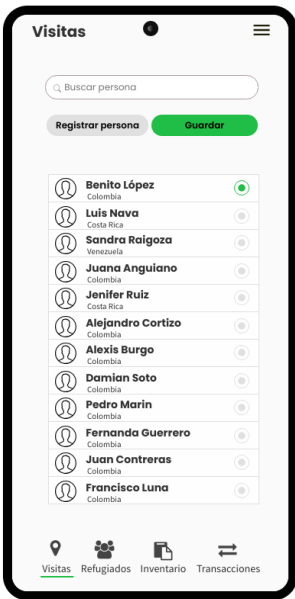 Visitas
Buscar persona
Registrar persona
Guardar
Benito López
Colombia
Luis Nava
Costa Rica
Sandra Raigoza
Venezuela
Juana Anguiano
Colombia
Jenifer Ruiz
Costa Rica
Alejandro Cortizo
Colombia
Alexis Burgo
Colombia
Damian Soto
Colombia
Pedro Marin
Colombia
Fernanda Guerrero
Colombia
Juan Contreras
Colombia
Francisco Luna
Colombia
Visitas Refugiados Inventario Transacciones